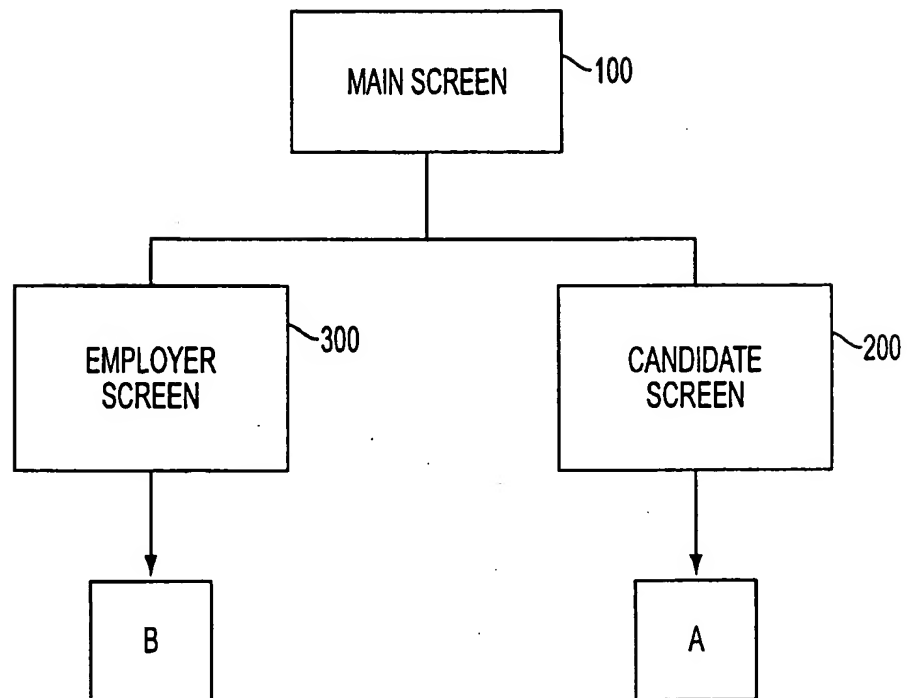 MAIN SCREEN
100
EMPLOYER
SCREEN
300
CANDIDATE
SCREEN
200
B
A